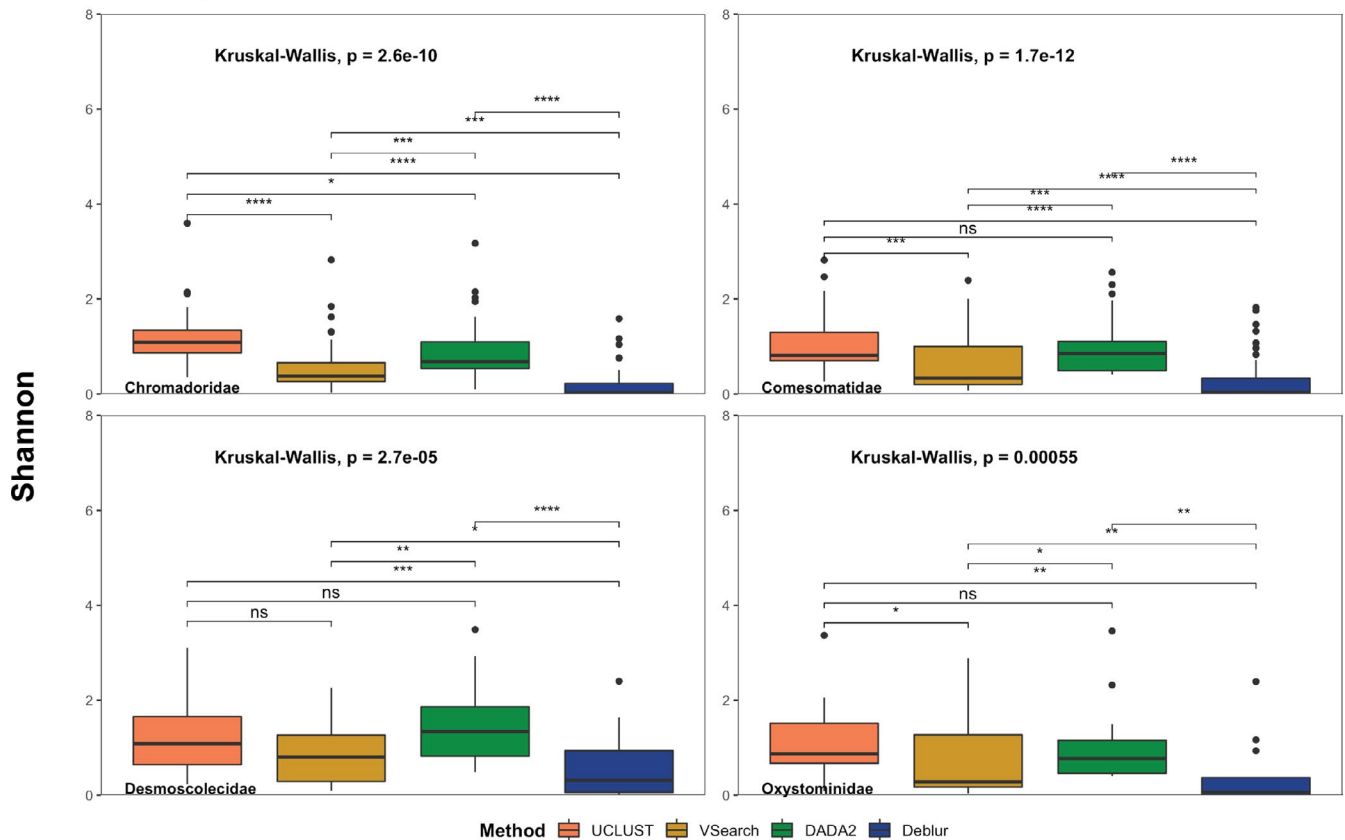 Shannon
8
6
4
2
0
Kruskal-Wallis, p = 2.6e-10
****
***
***
****
*
****
Chromadoridae
Kruskal-Wallis, p = 1.7e-12
8
6
4
2
0
****
****
***
****
ns
***
Comesomatidae
8
6
4
2
0
Kruskal-Wallis, p = 2.7e-05
****
*
**
***
ns
ns
Desmoscolecidae
Kruskal-Wallis, p = 0.00055
8
6
4
2
0
**
**
*
**
ns
*
Oxystominidae
Method UCLUST VSearch DADA2 Deblur